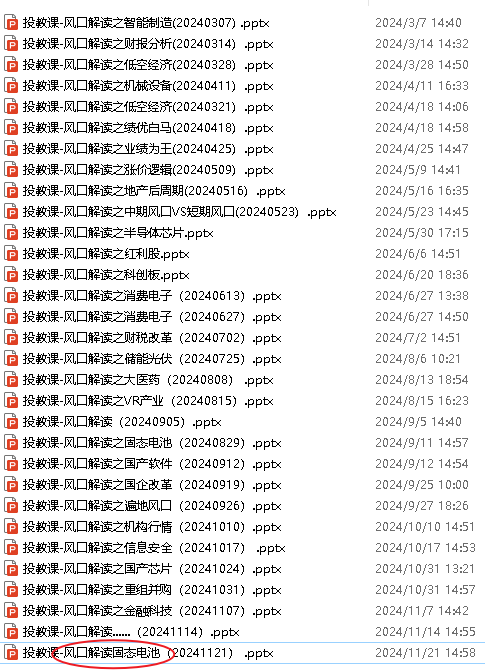 投教课-风口解读之智能制造(20240307) .pptx 2024/3/7 14:40
投教课-风口解读之财报分析(20240314) .pptx 2024/3/14 14:32
投教课-风口解读之低空经济(20240328) .pptx 2024/3/28 14:50
投教课-风口解读之机械设备(20240411) .pptx 2024/4/11 16:33
投教课-风口解读之低空经济(20240321) .pptx 2024/4/18 14:06
投教课-风口解读之绩优白马(20240418) .pptx 2024/4/18 14:58
投教课-风口解读之业绩为王(20240425) .pptx 2024/4/25 14:47
投教课-风口解读之涨价逻辑(20240509) .pptx 2024/5/9 14:41
投教课-风口解读之地产后周期(20240516) .pptx 2024/5/16 16:35
投教课-风口解读之中期风口VS短期风口(20240523) .pptx 2024/5/23 14:45
投教课-风口解读之半导体芯片.pptx 2024/5/30 17:15
投教课-风口解读之红利股.pptx 2024/6/6 14:51
投教课-风口解读之科创板.pptx 2024/6/20 18:36
投教课-风口解读之消费电子（20240613）.pptx 2024/6/27 13:38
投教课-风口解读之消费电子（20240627）.pptx 2024/6/27 14:50
投教课-风口解读之财税改革（20240702）.pptx 2024/7/2 14:51
投教课-风口解读之储能光伏（20240725）.pptx 2024/8/6 10:21
投教课-风口解读之大医药（20240808） .pptx 2024/8/13 18:54
投教课-风口解读之VR产业（20240815）.pptx 2024/8/15 16:23
投教课-风口解读（20240905）.pptx 2024/9/5 14:40
投教课-风口解读之固态电池（20240829）.pptx 2024/9/11 14:57
投教课-风口解读之国产软件（20240912）.pptx 2024/9/12 14:54
投教课-风口解读之国企改革（20240919）.pptx 2024/9/25 10:00
投教课-风口解读之遍地风口（20240926）.pptx 2024/9/27 18:26
投教课-风口解读之机构行情（20241010）.pptx 2024/10/10 14:51
投教课-风口解读之信息安全（20241017）.pptx 2024/10/17 14:53
投教课-风口解读之国产芯片（20241024）.pptx 2024/10/31 13:21
投教课-风口解读之重组并购（20241031）.pptx 2024/10/31 14:57
投教课-风口解读之金融科技（20241107）.pptx 2024/11/7 14:42
投教课-风口解读……（20241114）.pptx 2024/11/14 14:55
投教课-风口解读固态电池（20241121）.pptx 2024/11/21 14:58